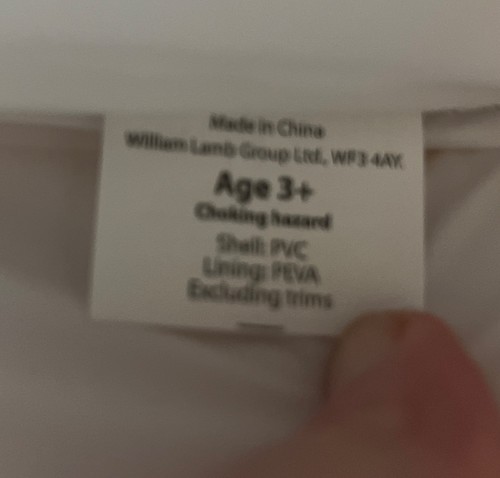 Made in China
William Lamb Group Ltd., WF3 4AY.
Age 3+
Choking hazard
Shell: PVC
Lining: PEVA
Excluding trims